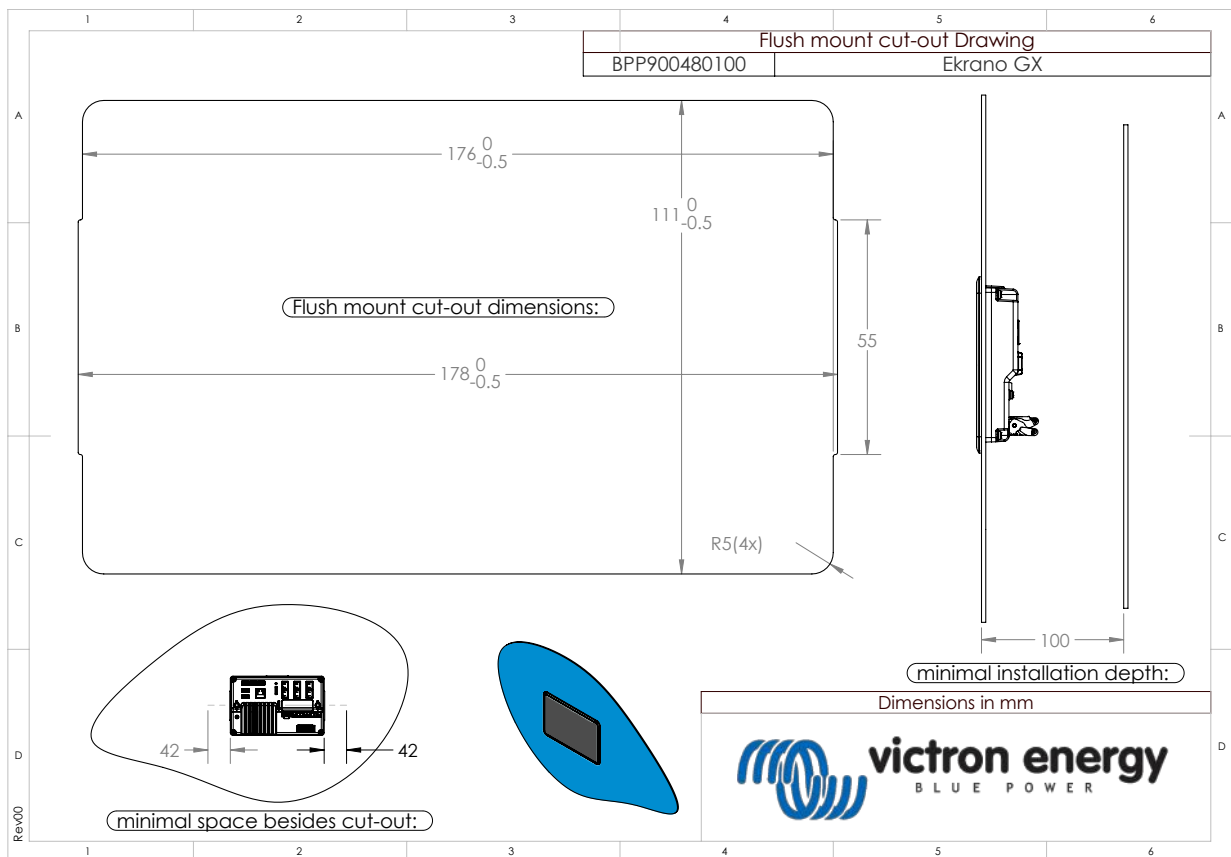 1 2 3 4 5 6
Flush mount cut-out Drawing
BPP900480100 Ekrano GX
A A
176 0 -0.5
111 0 -0.5
Flush mount cut-out dimensions:
B B
55
178 0 -0.5
C C
R5(4x)
100
minimal installation depth:
Dimensions in mm
42 42
D D
victron energy
BLUE POWER
minimal space besides cut-out:
Rev00
1 2 3 4 5 6